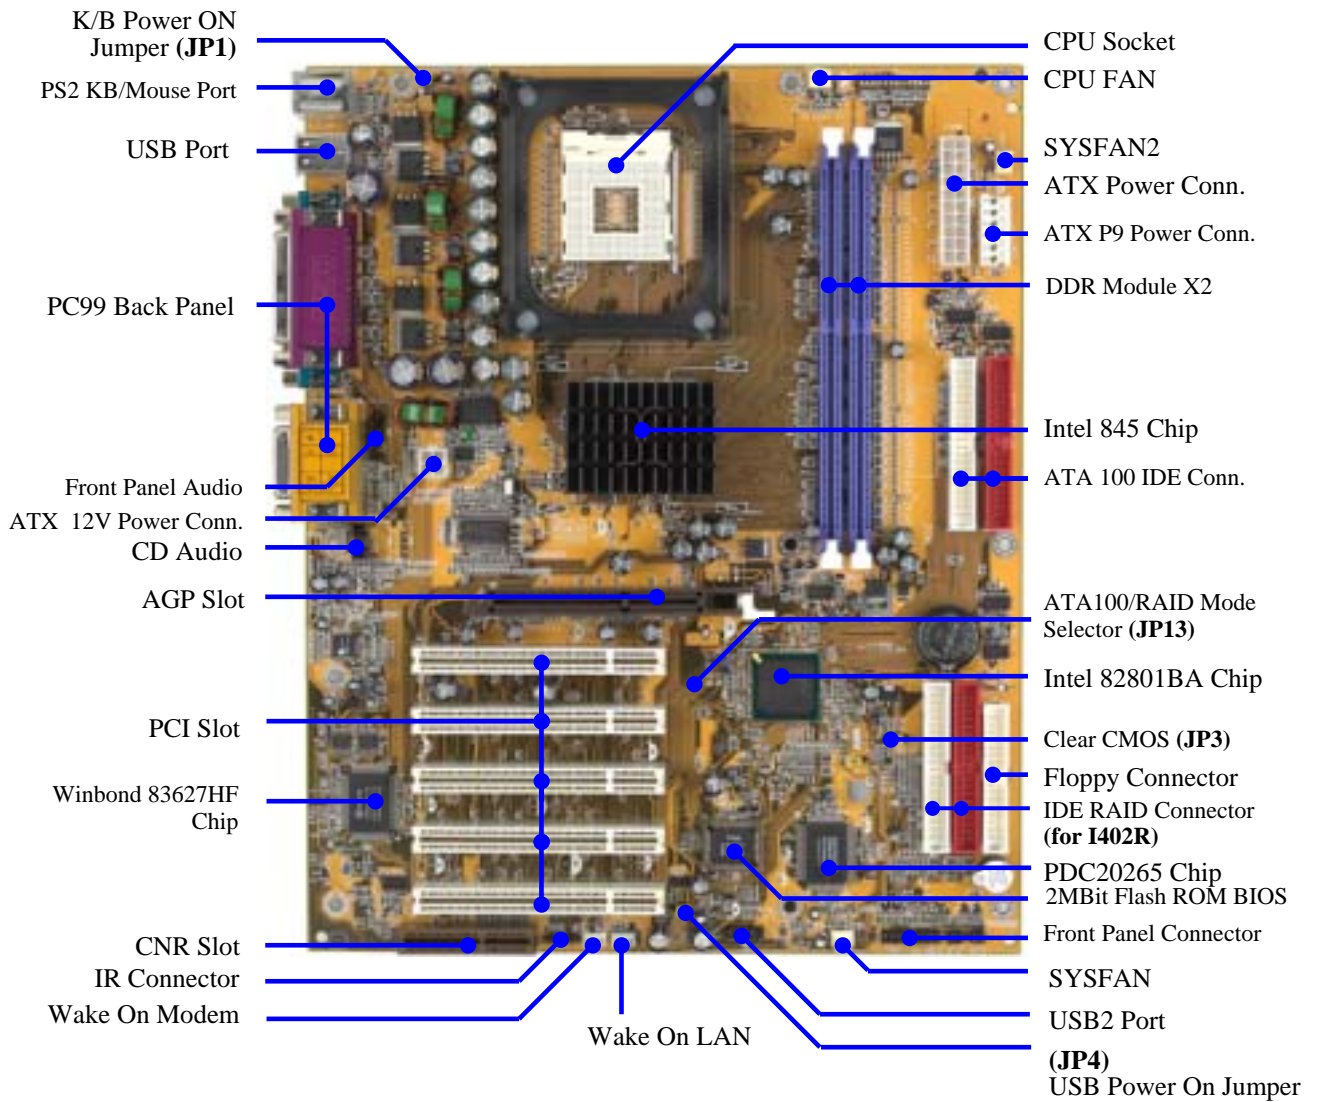 K/B Power ON
Jumper (JP1)
PS2 KB/Mouse Port
USB Port
PC99 Back Panel
Front Panel Audio
ATX 12V Power Conn.
CD Audio
AGP Slot
PCI Slot
Winbond 83627HF
Chip
CNR Slot
IR Connector
Wake On Modem
Wake On LAN
CPU Socket
CPU FAN
SYSFAN2
ATX Power Conn.
ATX P9 Power Conn.
DDR Module X2
Intel 845 Chip
ATA 100 IDE Conn.
ATA100/RAID Mode
Selector (JP13)
Intel 82801BA Chip
Clear CMOS (JP3)
Floppy Connector
IDE RAID Connector
(for I402R)
PDC20265 Chip
2MBit Flash ROM BIOS
Front Panel Connector
SYSFAN
USB2 Port
(JP4)
USB Power On Jumper